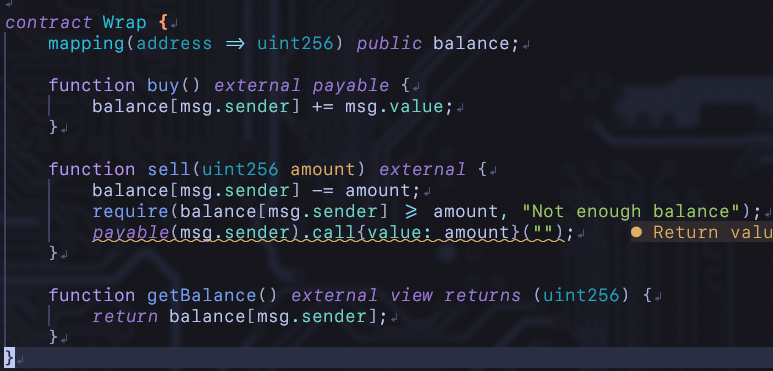 contract Wrap {
    mapping(address => uint256) public balance;

    function buy() external payable {
        balance[msg.sender] += msg.value;
    }

    function sell(uint256 amount) external {
        balance[msg.sender] -= amount;
        require(balance[msg.sender] >= amount, "Not enough balance");
        payable(msg.sender).call{value: amount}(""); ● Return valu
    }

    function getBalance() external view returns (uint256) {
        return balance[msg.sender];
    }
}